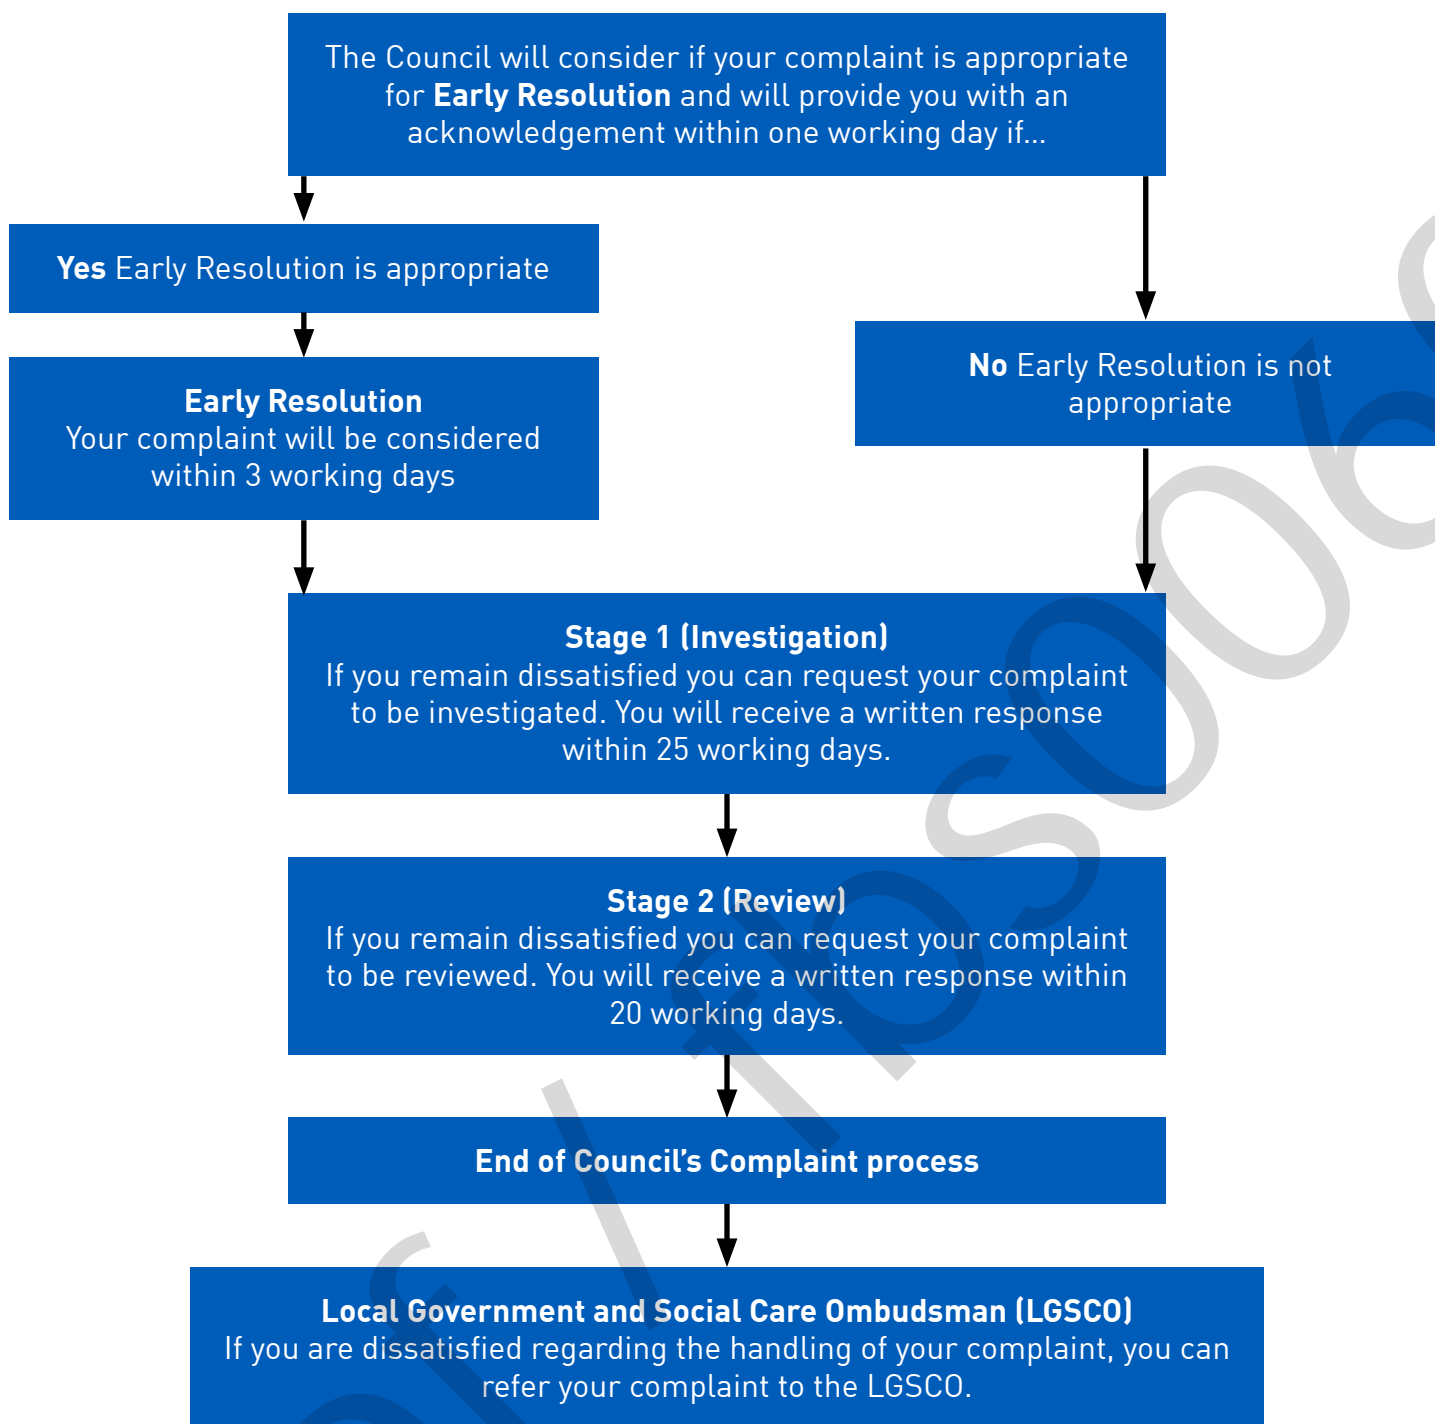 The Council will consider if your complaint is appropriate
for Early Resolution and will provide you with an
acknowledgement within one working day if...
Yes Early Resolution is appropriate
No Early Resolution is not
appropriate
Early Resolution
Your complaint will be considered
within 3 working days
Stage 1 (Investigation)
If you remain dissatisfied you can request your complaint
to be investigated. You will receive a written response
within 25 working days.
Stage 2 (Review)
If you remain dissatisfied you can request your complaint
to be reviewed. You will receive a written response within
20 working days.
End of Council's Complaint process
Local Government and Social Care Ombudsman (LGSCO)
If you are dissatisfied regarding the handling of your complaint, you can
refer your complaint to the LGSCO.